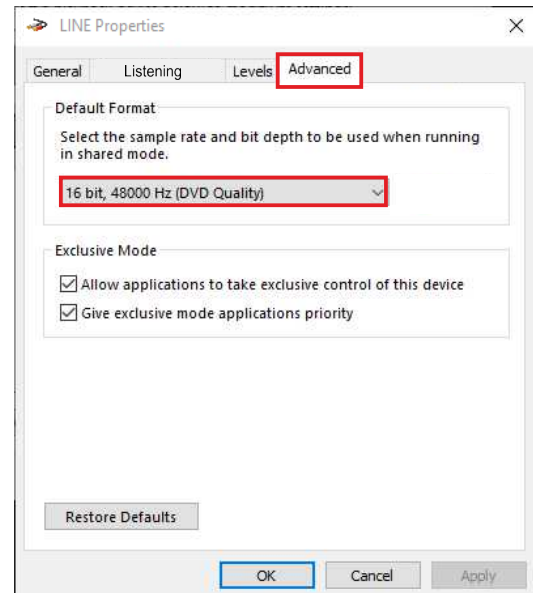 LINE Properties
General Listening Levels Advanced
Default Format
Select the sample rate and bit depth to be used when running
in shared mode.
16 bit, 48000 Hz (DVD Quality)
Exclusive Mode
Allow applications to take exclusive control of this device
Give exclusive mode applications priority
Restore Defaults
OK Cancel Apply